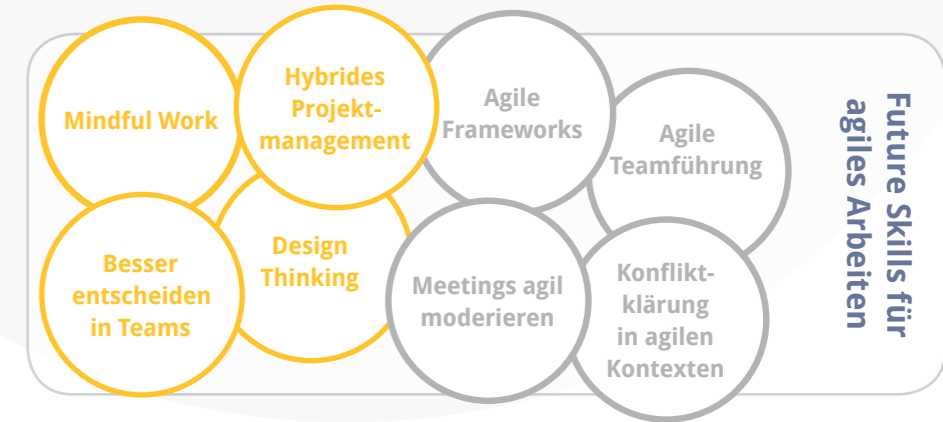 Mindful Work
Hybrides
Projekt-
management
Agile
Frameworks
Agile
Teamführung
Besser
entscheiden
in Teams
Design
Thinking
Meetings agil
moderieren
Konflikt-
klärung
in agilen
Kontexten
Future Skills für
agiles Arbeiten